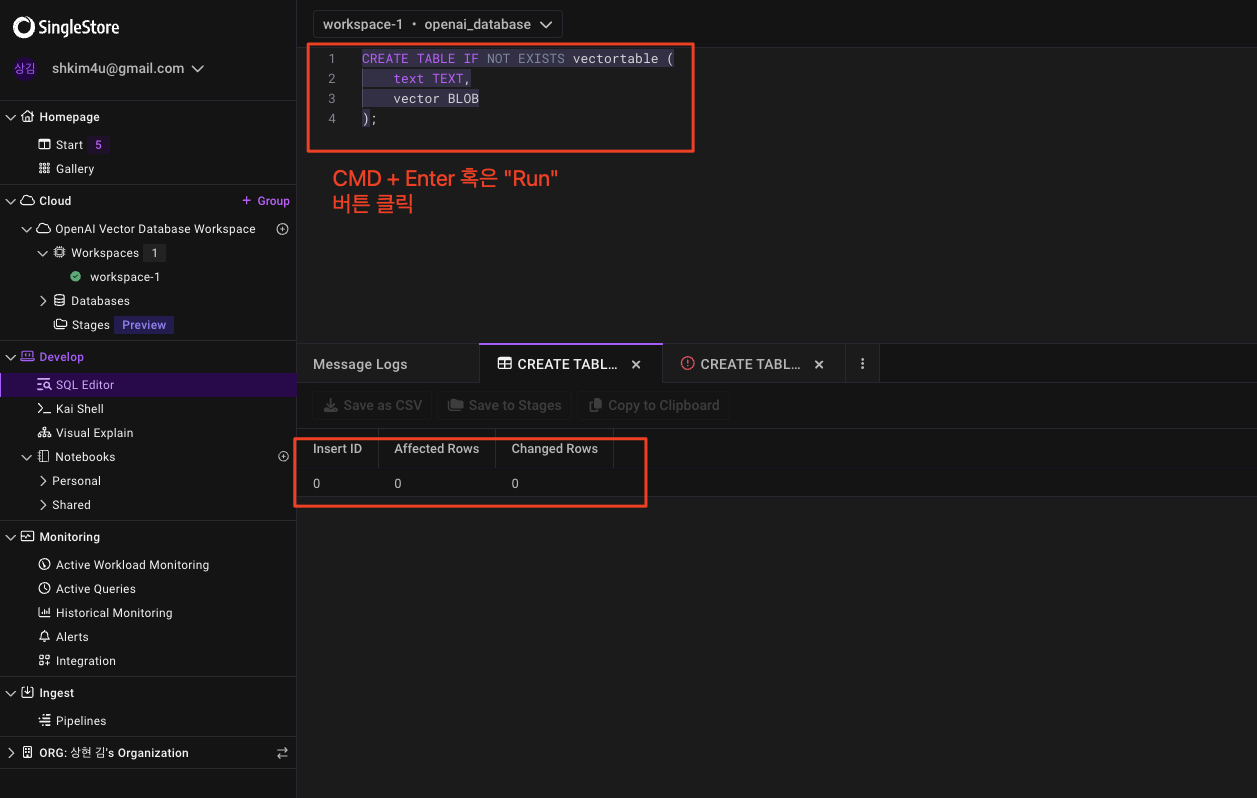 SingleStore
상김 shkim4u@gmail.com
Homepage
Start 5
Gallery
Cloud + Group
OpenAI Vector Database Workspace
Workspaces 1
workspace-1
Databases
Stages Preview
Develop
SQL Editor
Kai Shell
Visual Explain
Notebooks
Personal
Shared
Monitoring
Active Workload Monitoring
Active Queries
Historical Monitoring
Alerts
Integration
Ingest
Pipelines
ORG: 상현 김's Organization
workspace-1 • openai_database
1 CREATE TABLE IF NOT EXISTS vectortable (
2 text TEXT,
3 vector BLOB
4 );
CMD + Enter 혹은 "Run"
버튼 클릭
Message Logs CREATE TABL... × CREATE TABL... ×
Save as CSV Save to Stages Copy to Clipboard
Insert ID Affected Rows Changed Rows
0 0 0